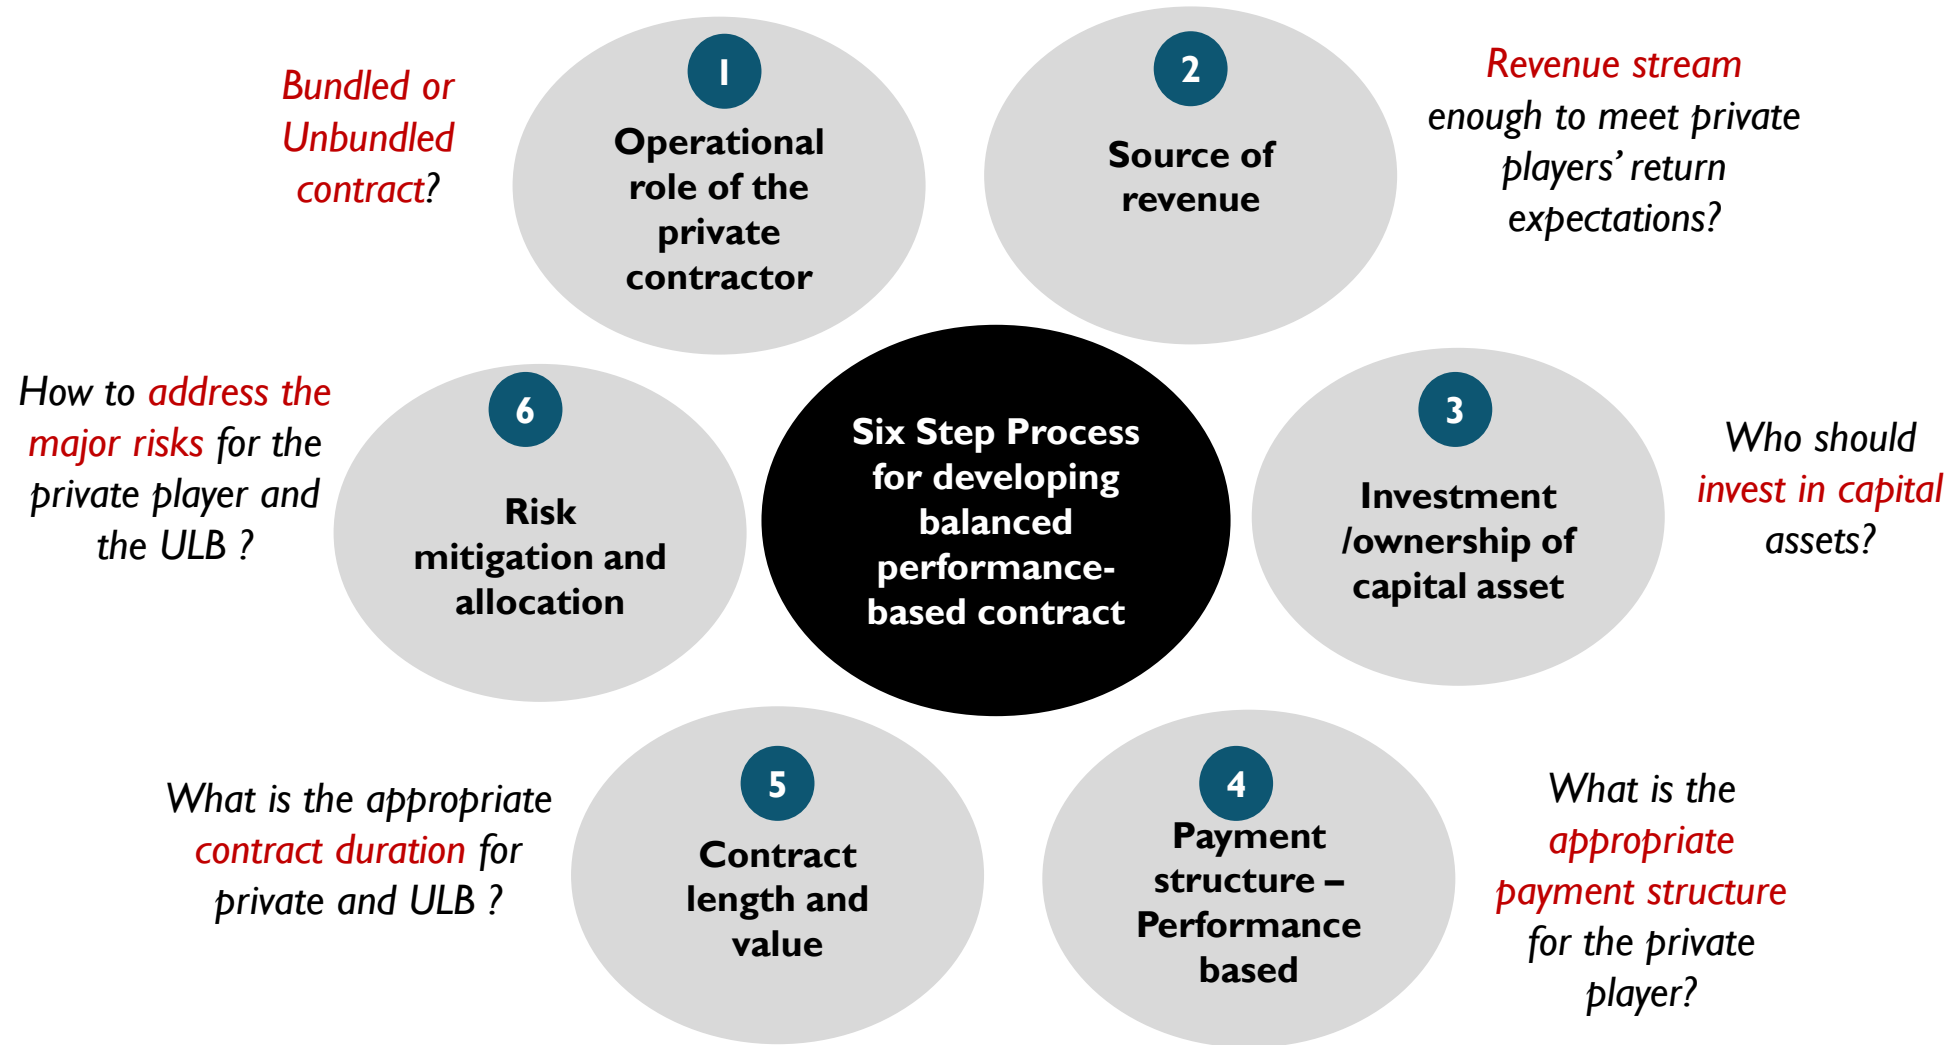 Bundled or
Unbundled
contract?
1
Operational
role of the
private
contractor
2
Source of
revenue
Revenue stream
enough to meet private
players’ return
expectations?
How to address the
major risks for the
private player and
the ULB ?
6
Risk
mitigation and
allocation
Six Step Process
for developing
balanced
performance-
based contract
3
Investment
/ownership of
capital asset
Who should
invest in capital
assets?
What is the appropriate
contract duration for
private and ULB ?
5
Contract
length and
value
4
Payment
structure –
Performance
based
What is the
appropriate
payment structure
for the private
player?